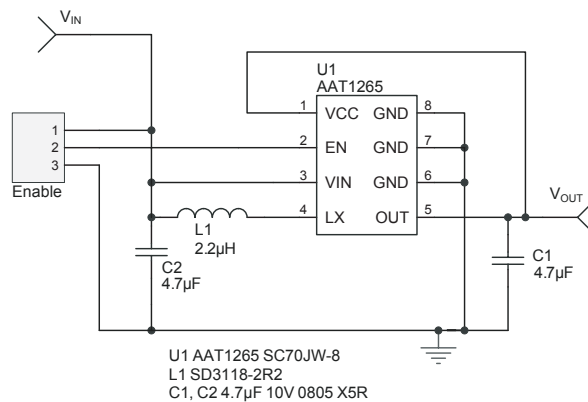 VIN
U1
AAT1265
1 VCC GND 8
2 EN GND 7
3 VIN GND 6
4 LX OUT 5
1
2
3
Enable
VOUT
L1
2.2µH
C2
4.7µF
C1
4.7µF
U1 AAT1265 SC70JW-8
L1 SD3118-2R2
C1, C2 4.7µF 10V 0805 X5R